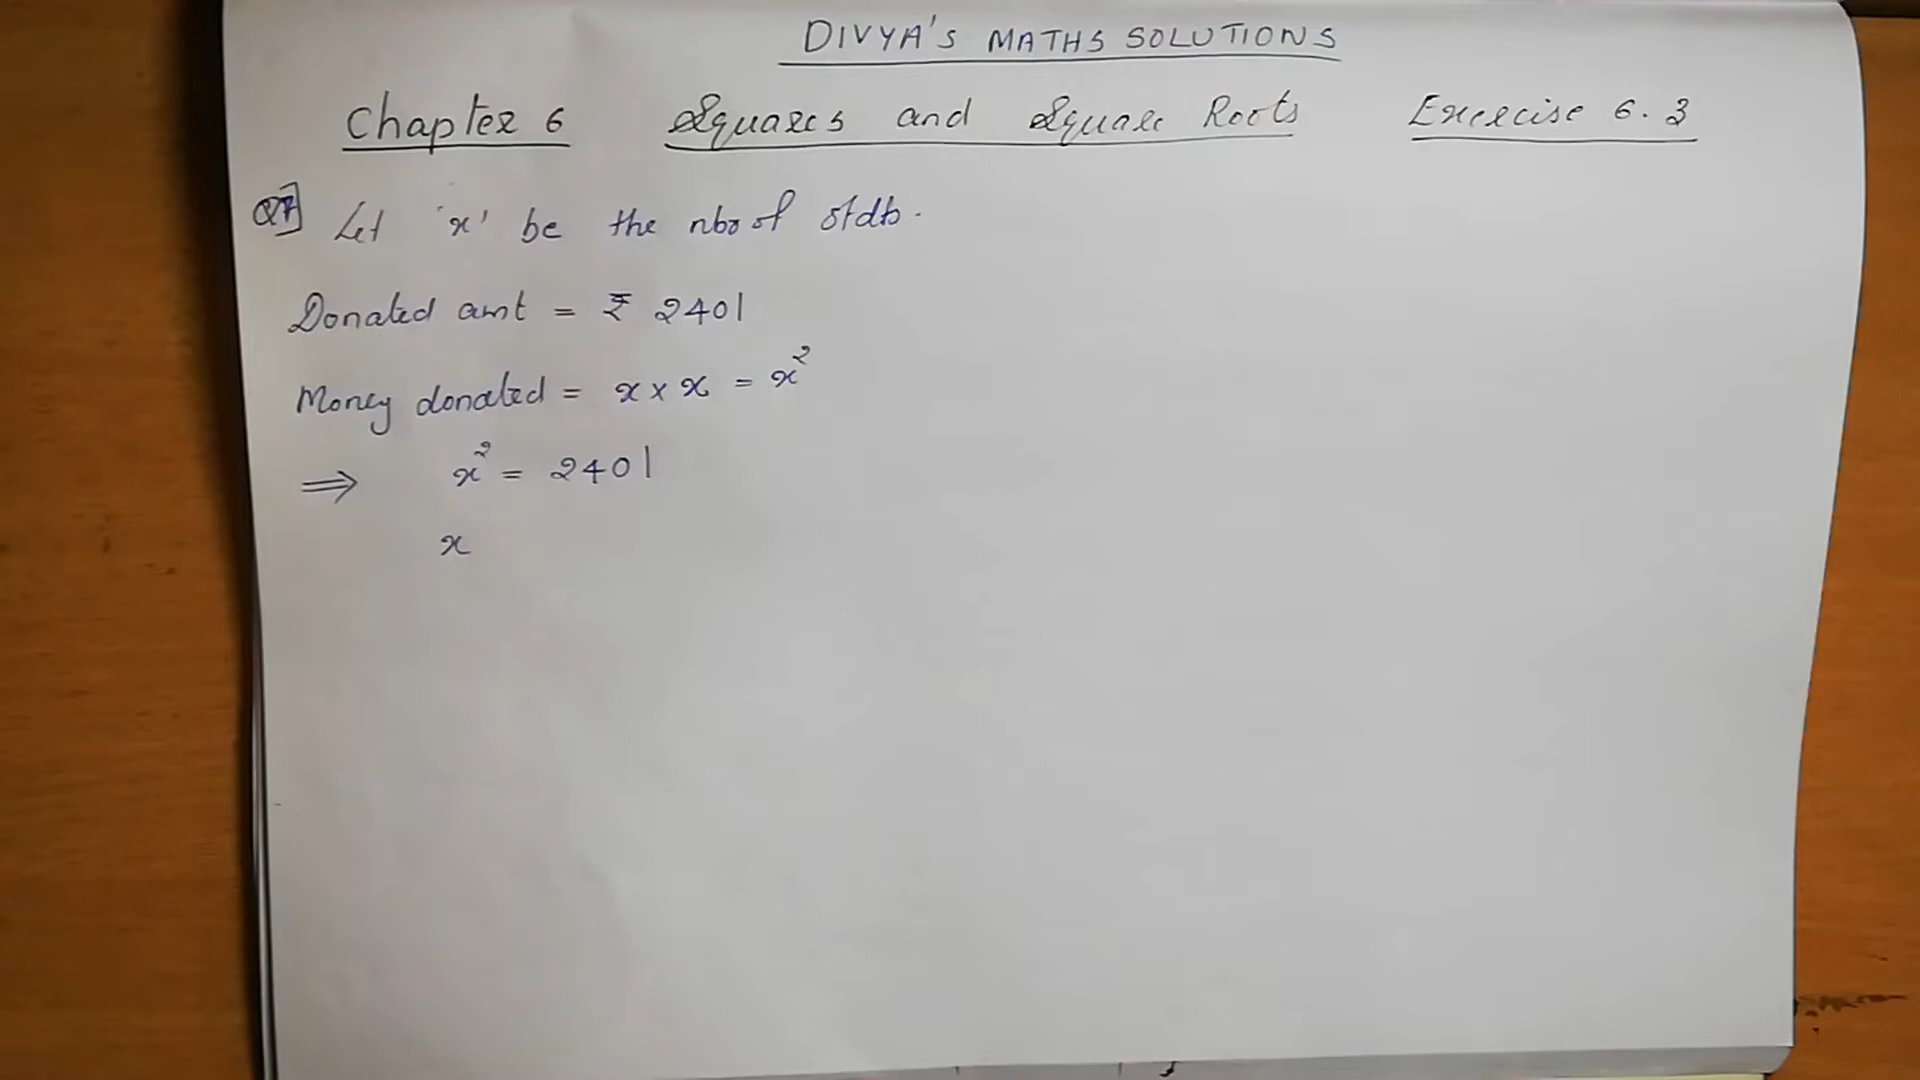 DIVYA'S MATHS SOLUTIONS
Chapter 6 Squares and Square Roots Exercise 6.3
Q7] Let 'x' be the nbo of stdts.
Donated amt = ₹ 2401
Money donated = x × x = x²
⇒ x² = 2401
x